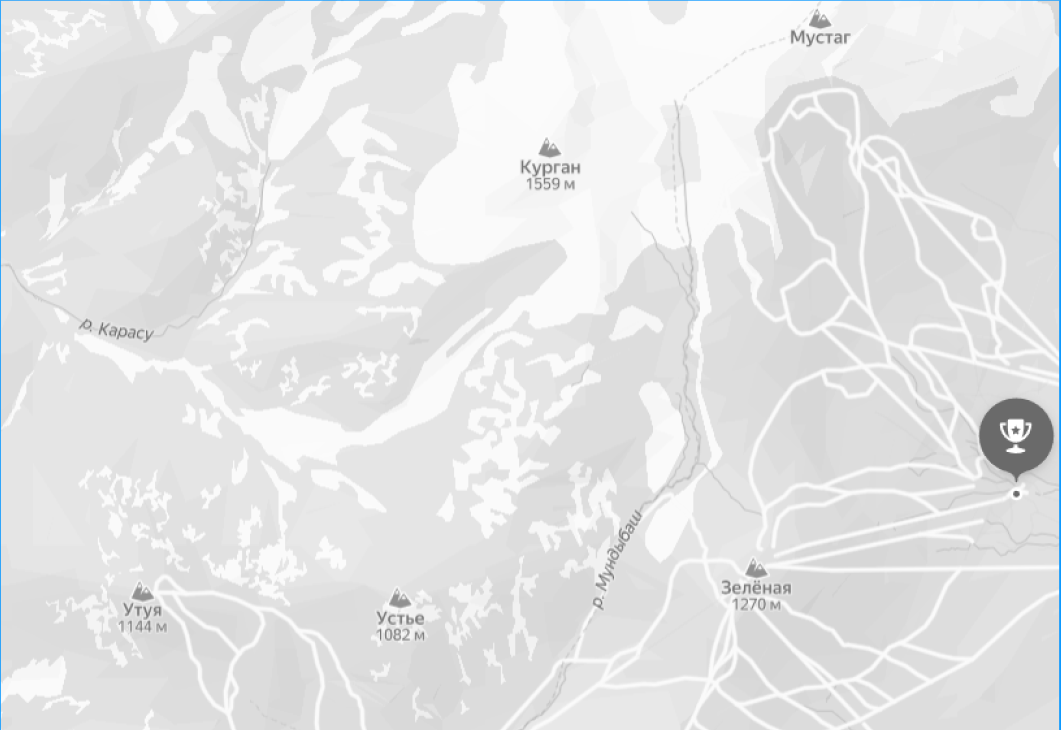 Мустаг
Курган
1559 м
р. Карасу
р. Мундыбаш
Зелёная
1270 м
Утуя
1144 м
Устье
1082 м